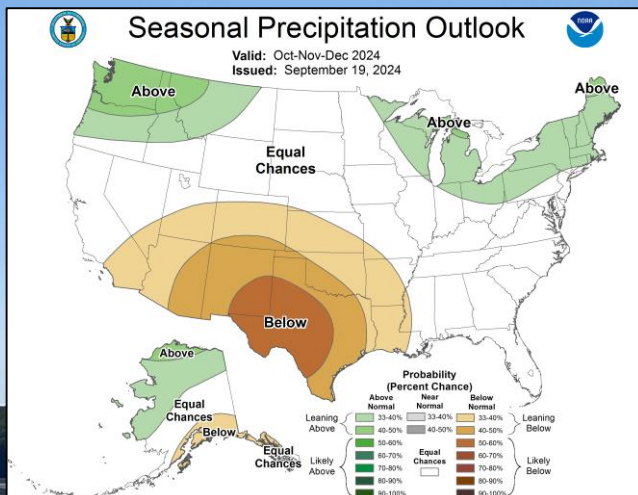 Seasonal Precipitation Outlook
NOAA
Valid: Oct-Nov-Dec 2024
Issued: September 19, 2024
Above
Above
Above
Equal
Chances
Below
Above
Equal
Chances
Below
Equal
Chances
Probability
(Percent Chance)
Above
Normal
Near
Normal
Below
Normal
Leaning
Above
33-40%
33-40%
33-40%
Leaning
Below
40-50%
40-50%
40-50%
Likely
Above
50-60%
50-60%
Likely
Below
60-70%
60-70%
70-80%
Equal
Chances
70-80%
80-90%
80-90%
90-100%
90-100%